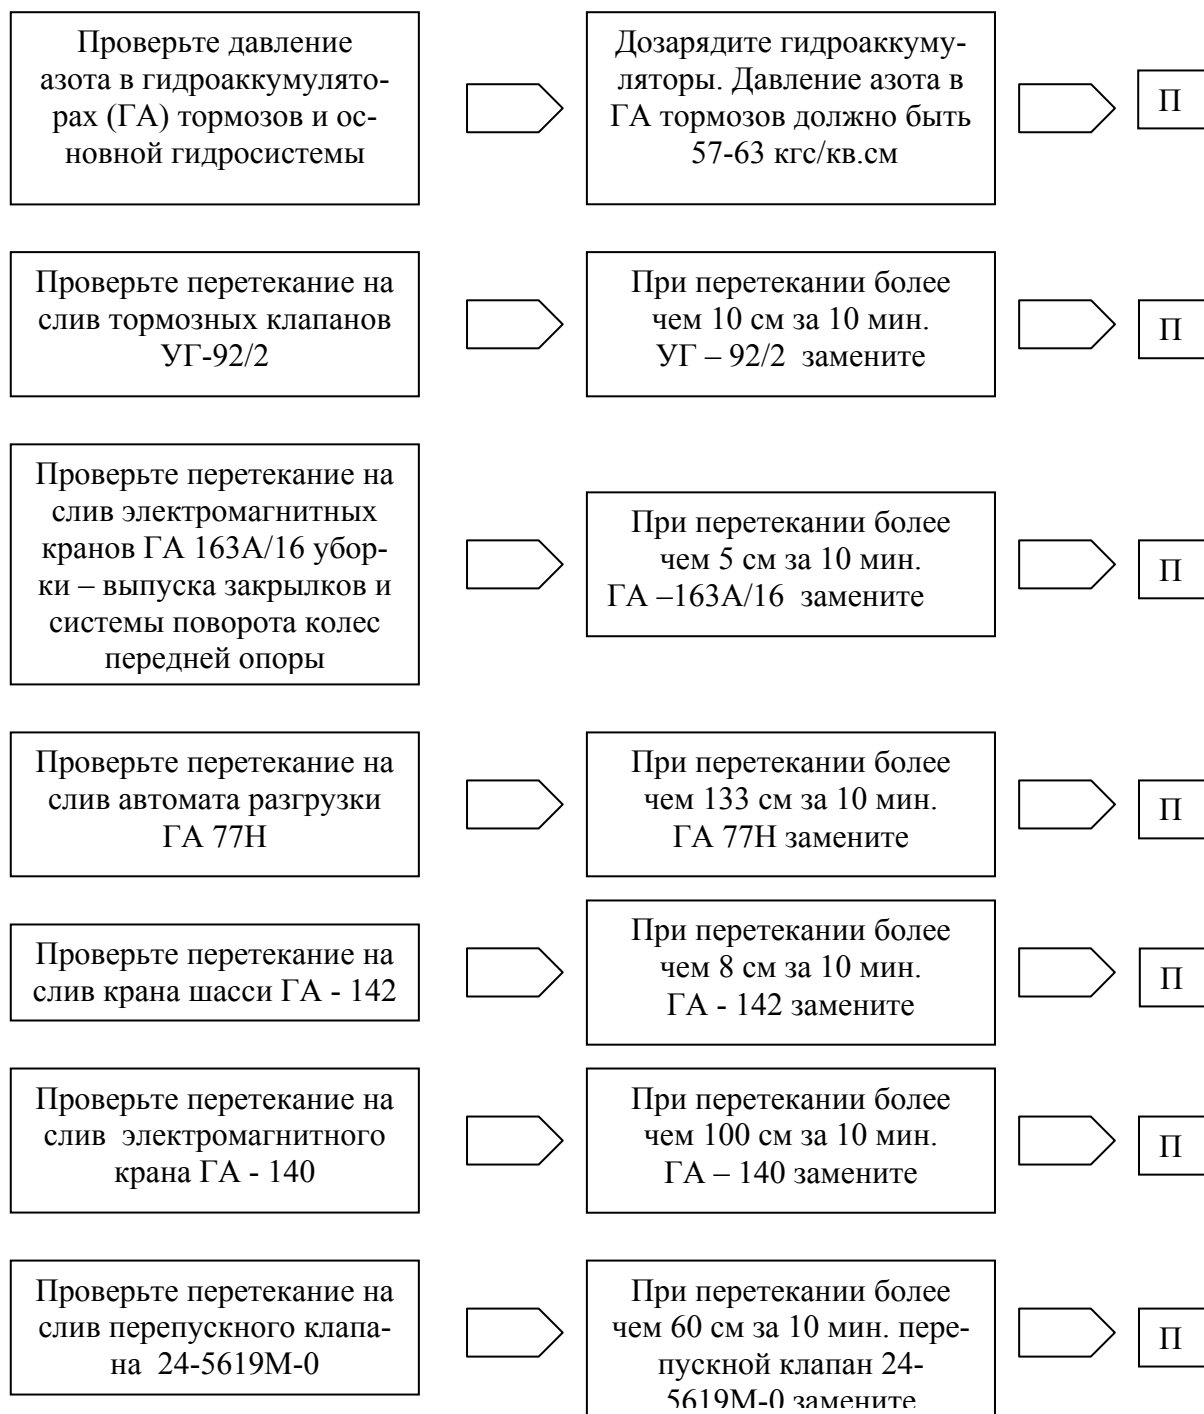 Проверьте давление
азота в гидроаккумулято-
рах (ГА) тормозов и ос-
новной гидросистемы
Дозарядите гидроаккуму-
ляторы. Давление азота в
ГА тормозов должно быть
57-63 кгс/кв.см
П
Проверьте перетекание на
слив тормозных клапанов
УГ-92/2
При перетекании более
чем 10 см за 10 мин.
УГ – 92/2 замените
П
Проверьте перетекание на
слив электромагнитных
кранов ГА 163А/16 убор-
ки – выпуска закрылков и
системы поворота колес
передней опоры
При перетекании более
чем 5 см за 10 мин.
ГА –163А/16 замените
П
Проверьте перетекание на
слив автомата разгрузки
ГА 77Н
При перетекании более
чем 133 см за 10 мин.
ГА 77Н замените
П
Проверьте перетекание на
слив крана шасси ГА - 142
При перетекании более
чем 8 см за 10 мин.
ГА - 142 замените
П
Проверьте перетекание на
слив электромагнитного
крана ГА - 140
При перетекании более
чем 100 см за 10 мин.
ГА – 140 замените
П
Проверьте перетекание на
слив перепускного клапа-
на 24-5619М-0
При перетекании более
чем 60 см за 10 мин. пере-
пускной клапан 24-
5619М-0 замените
П